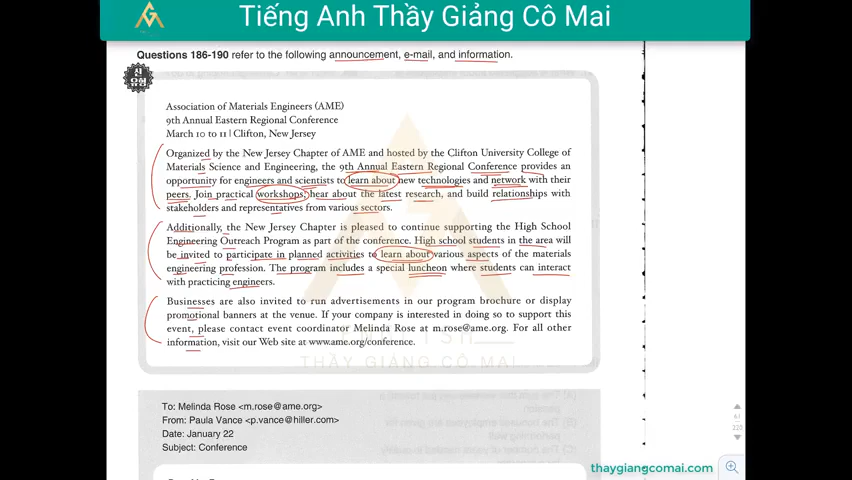 Tiếng Anh Thầy Giảng Cô Mai
Questions 186-190 refer to the following announcement, e-mail, and information.
Association of Materials Engineers (AME)
9th Annual Eastern Regional Conference
March 10 to 11 | Clifton, New Jersey
Organized by the New Jersey Chapter of AME and hosted by the Clifton University College of
Materials Science and Engineering, the 9th Annual Eastern Regional Conference provides an
opportunity for engineers and scientists to learn about new technologies and network with their
peers. Join practical workshops, hear about the latest research, and build relationships with
stakeholders and representatives from various sectors.
Additionally, the New Jersey Chapter is pleased to continue supporting the High School
Engineering Outreach Program as part of the conference. High school students in the area will
be invited to participate in planned activities to learn about various aspects of the materials
engineering profession. The program includes a special luncheon where students can interact
with practicing engineers.
Businesses are also invited to run advertisements in our program brochure or display
promotional banners at the venue. If your company is interested in doing so to support this
event, please contact event coordinator Melinda Rose at m.rose@ame.org. For all other
information, visit our Web site at www.ame.org/conference.
THẦY GIẢNG CÔ MAI
To: Melinda Rose <m.rose@ame.org>
From: Paula Vance <p.vance@hiller.com>
Date: January 22
Subject: Conference
thaygiangcomai.com